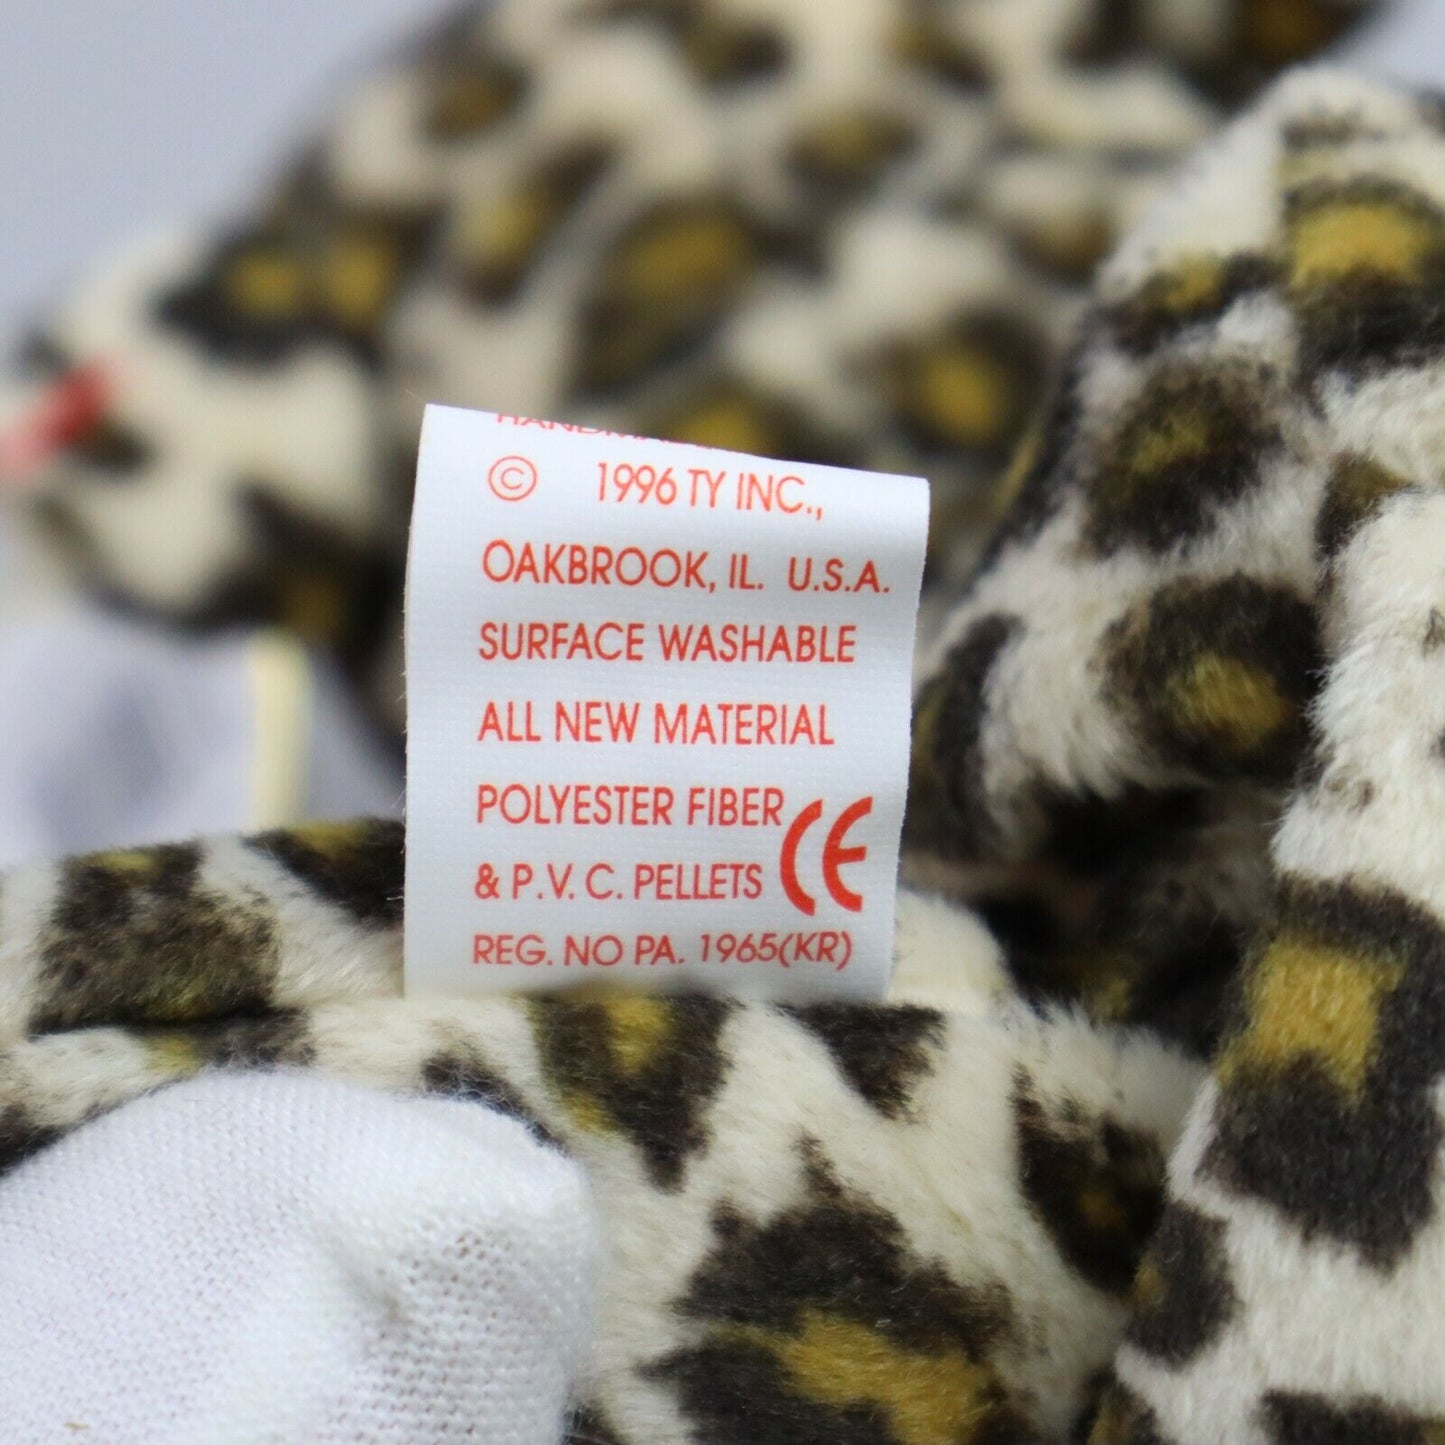 © 1996 TY INC.,
OAKBROOK, IL. U.S.A.
SURFACE WASHABLE
ALL NEW MATERIAL
POLYESTER FIBER
& P.V.C. PELLETS CE
REG. NO PA. 1965(KR)